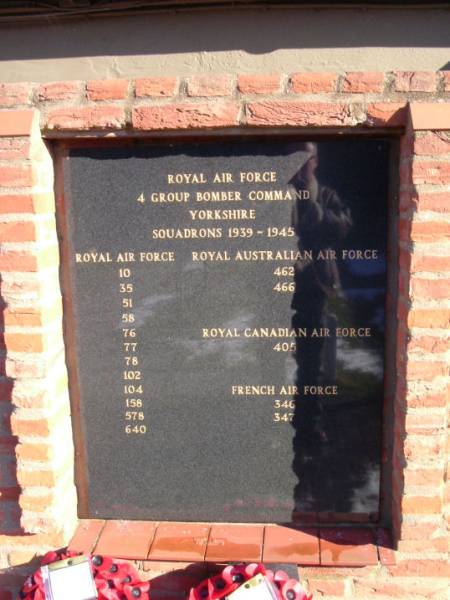 ROYAL AIR FORCE
4 GROUP BOMBER COMMAND
YORKSHIRE
SQUADRONS 1939 ~ 1945
ROYAL AIR FORCE
10
35
51
58
76
77
78
102
104
158
578
640
ROYAL AUSTRALIAN AIR FORCE
462
466
ROYAL CANADIAN AIR FORCE
405
FRENCH AIR FORCE
346
347